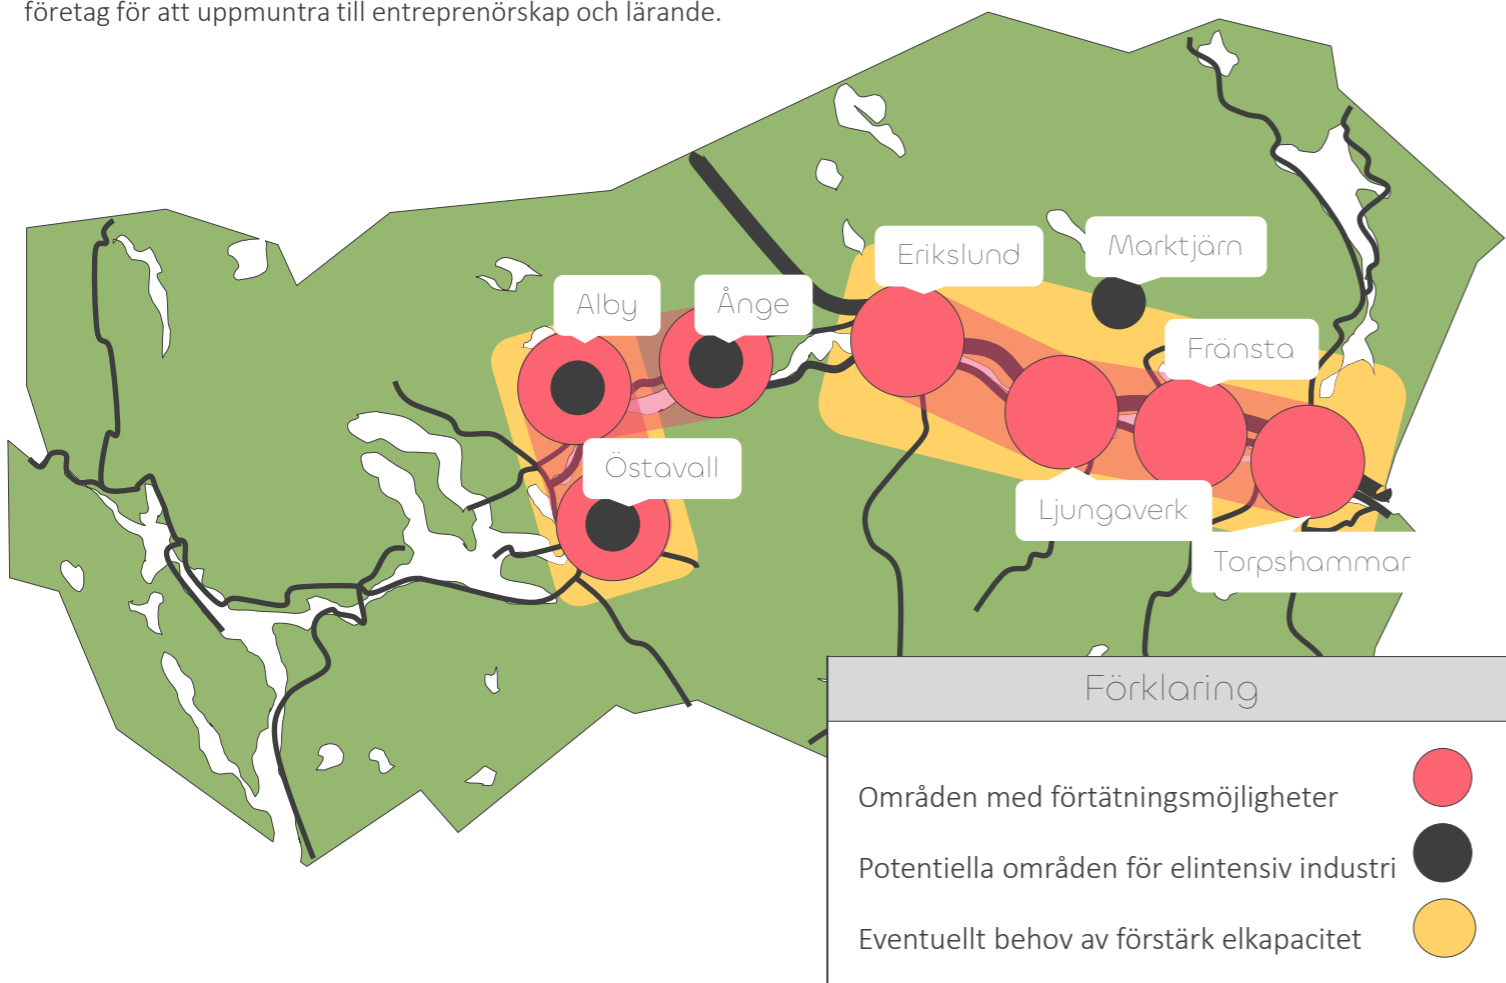 företag för att uppmuntra till entreprenörskap och lärande.
Erikslund
Marktjärn
Alby
Ånge
Fränsta
Östavall
Ljungaverk
Torpshammar
Förklaring
Områden med förtätningsmöjligheter
Potentiella områden för elintensiv industri
Eventuellt behov av förstärk elkapacitet